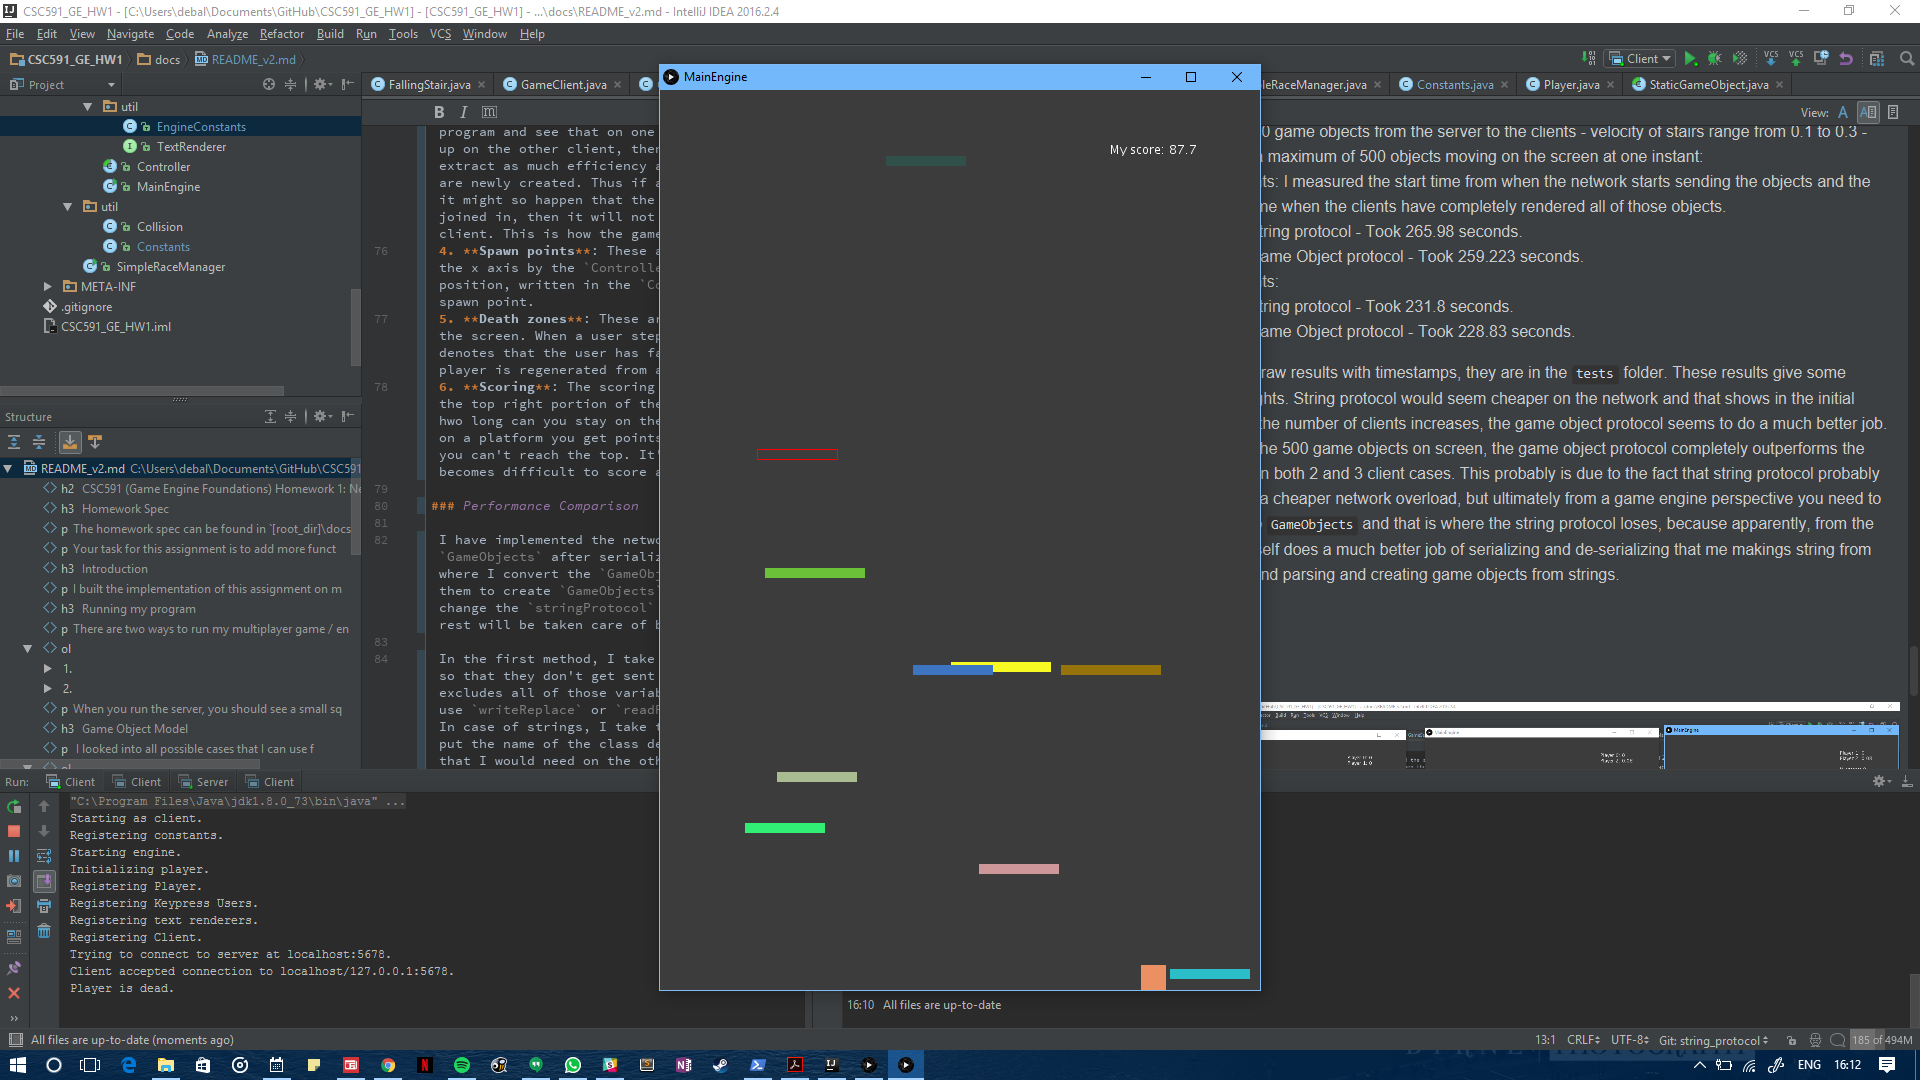 CSC591_GE_HW1 - [C:\Users\debal\Documents\GitHub\CSC591_GE_HW1] - [CSC591_GE_HW1] - ...\docs\README_v2.md - IntelliJ IDEA 2016.2.4
File Edit View Navigate Code Analyze Refactor Build Run Tools VCS Window Help
CSC591_GE_HW1 docs README_v2.md
Client
Project
FallingStair.java GameClient.java
leRaceManager.java Constants.java Player.java StaticGameObject.java
MainEngine
View:
util
EngineConstants
TextRenderer
Controller
MainEngine
util
Collision
Constants
SimpleRaceManager
META-INF
.gitignore
CSC591_GE_HW1.iml
Structure
README_v2.md C:\Users\debal\Documents\GitHub\CSC591
h2 CSC591 (Game Engine Foundations) Homework 1: Ne
h3 Homework Spec
p The homework spec can be found in `[root_dir]\docs
p Your task for this assignment is to add more funct
h3 Introduction
p I built the implementation of this assignment on m
h3 Running my program
p There are two ways to run my multiplayer game / en
ol
1.
2.
p When you run the server, you should see a small sq
h3 Game Object Model
p I looked into all possible cases that I can use f
ol
program and see that on one
up on the other client, ther
extract as much efficiency a
are newly created. Thus if a
it might so happen that the
joined in, then it will not
client. This is how the game
76 4. **Spawn points**: These a
the x axis by the `Controlle
position, written in the `Co
spawn point.
77 5. **Death zones**: These ar
the screen. When a user step
denotes that the user has fa
player is regenerated from a
78 6. **Scoring**: The scoring
the top right portion of the
hwo long can you stay on the
on a platform you get points
you can't reach the top. It'
becomes difficult to score a
79
80 ### Performance Comparison
81
82 I have implemented the netwo
`GameObjects` after serializ
where I convert the `GameObj
them to create `GameObjects`
change the `stringProtocol`
rest will be taken care of b
83
84 In the first method, I take
so that they don't get sent
excludes all of those variab
use `writeReplace` or `readR
In case of strings, I take t
put the name of the class de
that I would need on the oth
My score: 87.7
0 game objects from the server to the clients - velocity of stairs range from 0.1 to 0.3 -
maximum of 500 objects moving on the screen at one instant:
ts: I measured the start time from when the network starts sending the objects and the
me when the clients have completely rendered all of those objects.
tring protocol - Took 265.98 seconds.
ame Object protocol - Took 259.223 seconds.
ts:
tring protocol - Took 231.8 seconds.
ame Object protocol - Took 228.83 seconds.
raw results with timestamps, they are in the tests folder. These results give some
hts. String protocol would seem cheaper on the network and that shows in the initial
the number of clients increases, the game object protocol seems to do a much better job.
he 500 game objects on screen, the game object protocol completely outperforms the
n both 2 and 3 client cases. This probably is due to the fact that string protocol probably
a cheaper network overload, but ultimately from a game engine perspective you need to
GameObjects and that is where the string protocol loses, because apparently, from the
self does a much better job of serializing and de-serializing that me makings string from
nd parsing and creating game objects from strings.
MainEngine
Run: Client Client Server Client
"C:\Program Files\Java\jdk1.8.0_73\bin\java" ...
Starting as client.
Registering constants.
Starting engine.
Initializing player.
Registering Player.
Registering Keypress Users.
Registering text renderers.
Registering Client.
Trying to connect to server at localhost:5678.
Client accepted connection to localhost/127.0.0.1:5678.
Player is dead.
16:10 All files are up-to-date
All files are up-to-date (moments ago)
13:1 CRLF UTF-8 Git: string_protocol 185 of 494M
ENG 16:12